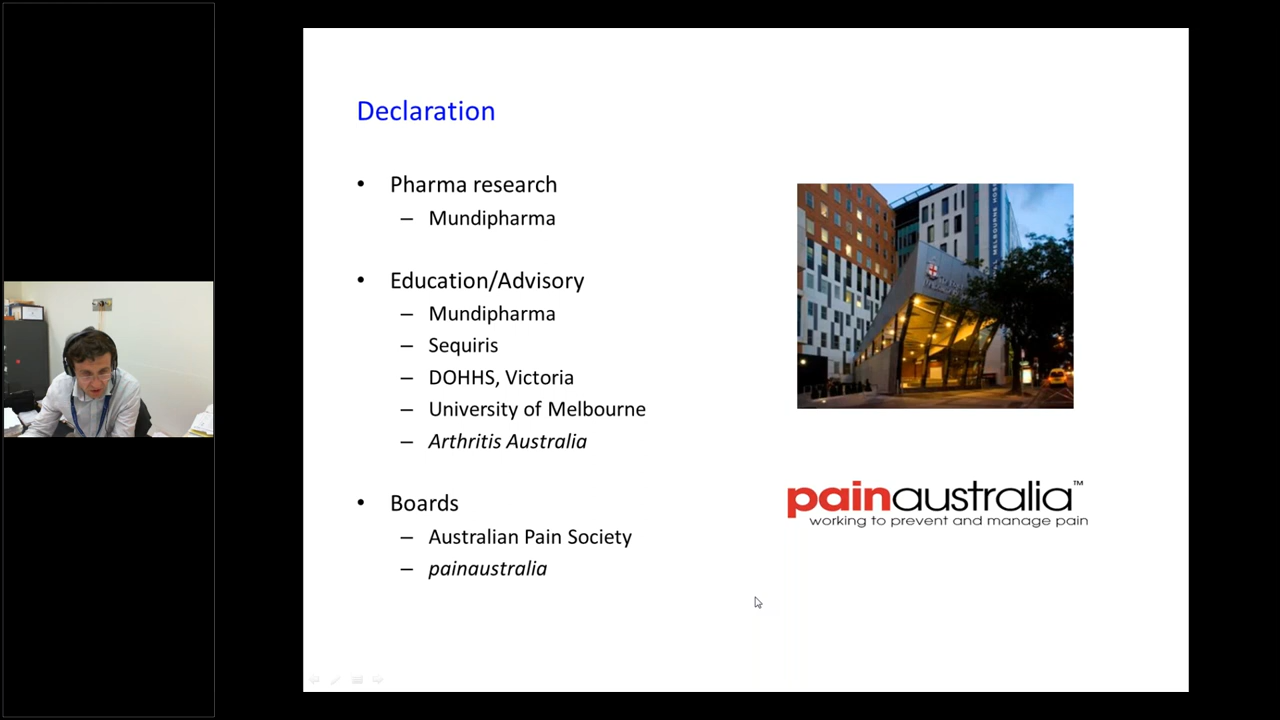 Declaration
• Pharma research
– Mundipharma
• Education/Advisory
– Mundipharma
– Sequiris
– DOHHS, Victoria
– University of Melbourne
– Arthritis Australia
• Boards
– Australian Pain Society
– painaustralia
painaustralia™
working to prevent and manage pain